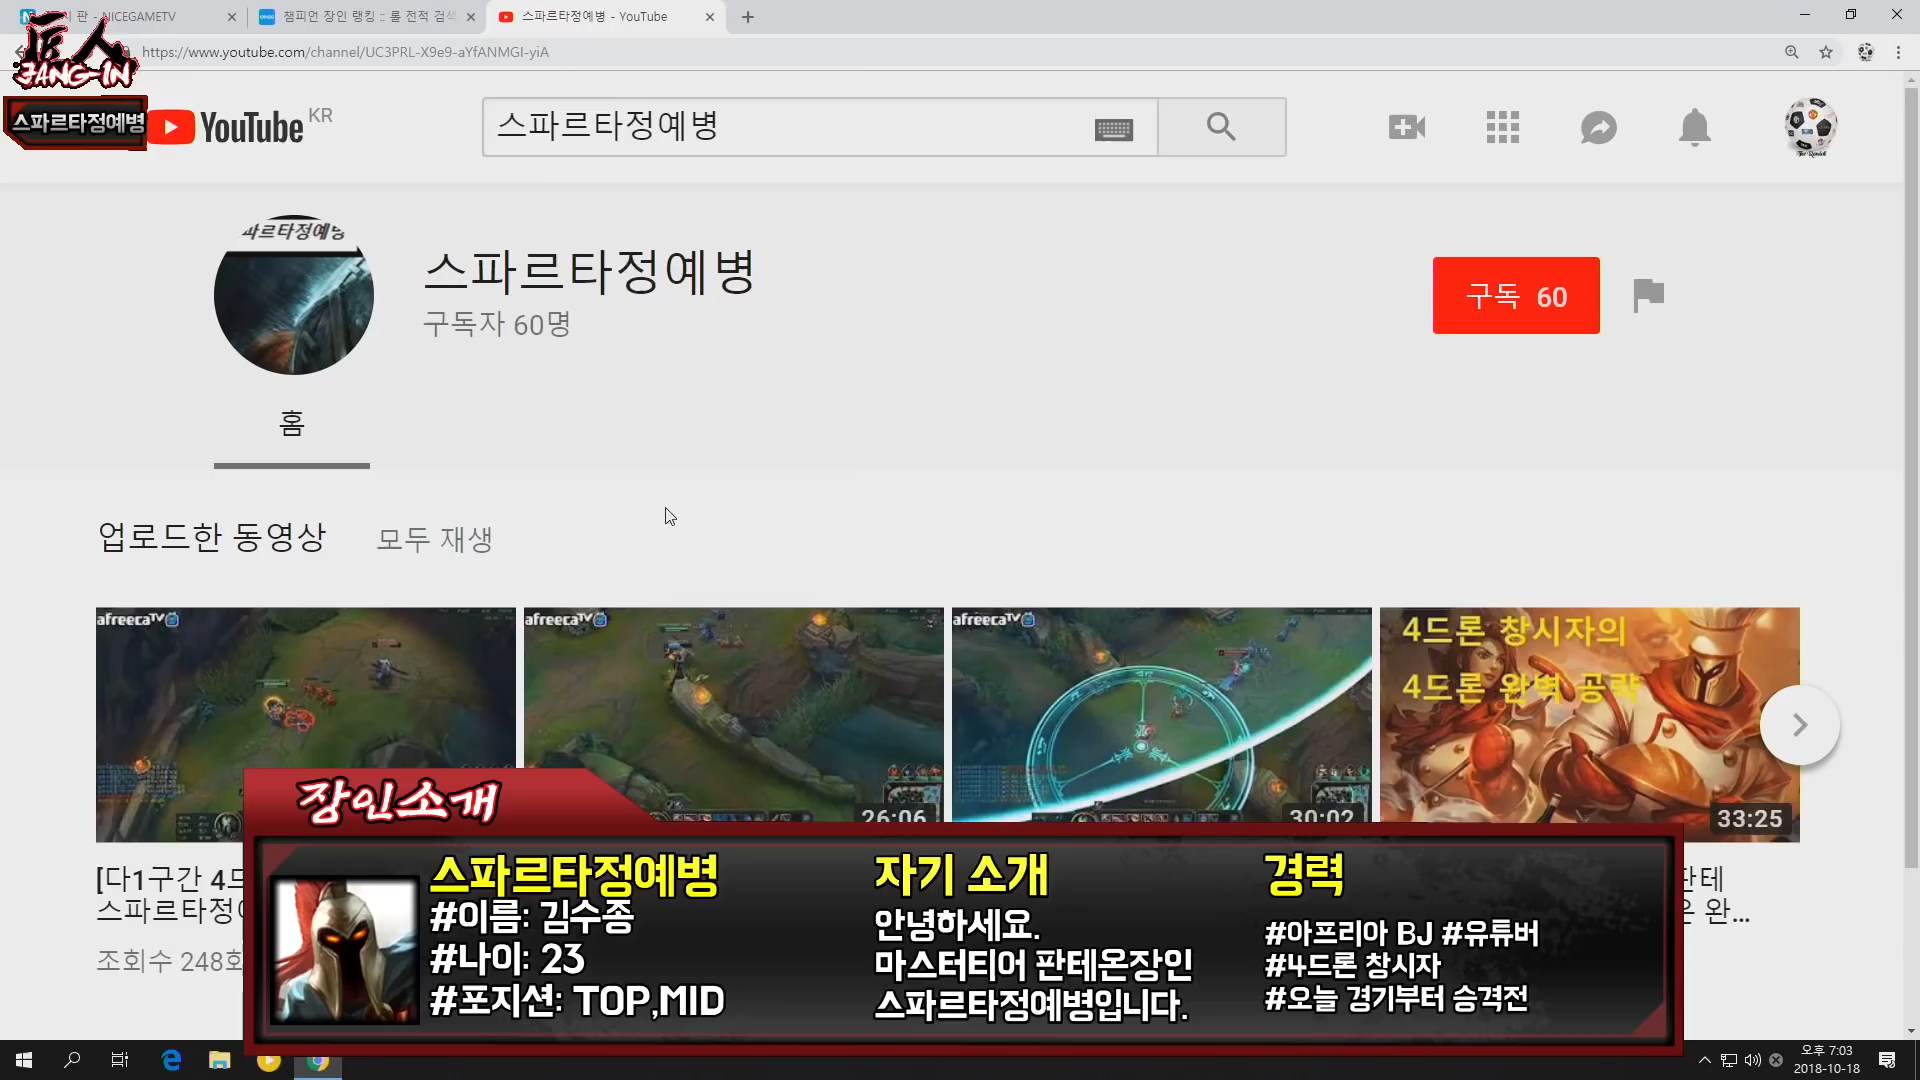 판 - NICEGAMETV
챔피언 장인 랭킹 :: 롤 전적 검색
스파르타정예병 - YouTube
https://www.youtube.com/channel/UC3PRL-X9e9-aYfANMGI-yiA
匠人
JANG-IN
스파르타정예병
YouTube KR
스파르타정예병
파르타정예병
스파르타정예병
구독자 60명
구독 60
홈
업로드한 동영상 모두 재생
afreecaTV
afreecaTV
afreecaTV
4드론 창시자의
4드론 완벽 공략
26:06
30:02
33:25
[다1구간 4드
스파르타정예
조회수 248회
판테
완...
장인소개
스파르타정예병
#이름: 김수종
#나이: 23
#포지션: TOP,MID
자기 소개
안녕하세요.
마스터티어 판테온장인
스파르타정예병입니다.
경력
#아프리아 BJ #유튜버
#4드론 창시자
#오늘 경기부터 승격전
오후 7:03
2018-10-18